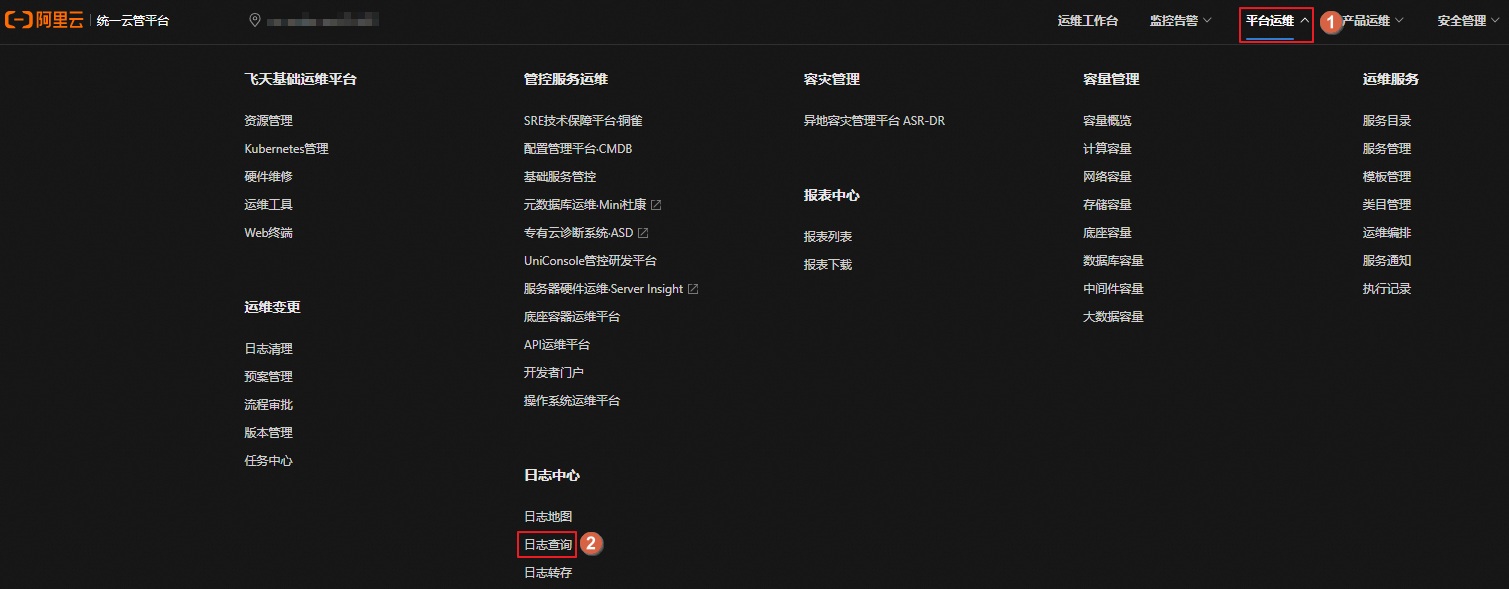 阿里云 统一云管平台
运维工作台 监控告警 平台运维 1 产品运维 安全管理
飞天基础运维平台
资源管理
Kubernetes管理
硬件维修
运维工具
Web终端
运维变更
日志清理
预案管理
流程审批
版本管理
任务中心
管控服务运维
SRE技术保障平台·铜雀
配置管理平台·CMDB
基础服务管控
元数据库运维·Mini杜康
专有云诊断系统·ASD
UniConsole管控研发平台
服务器硬件运维·Server Insight
底座容器运维平台
API运维平台
开发者门户
操作系统运维平台
日志中心
日志地图
日志查询 2
日志转存
容灾管理
异地容灾管理平台 ASR-DR
报表中心
报表列表
报表下载
容量管理
容量概览
计算容量
网络容量
存储容量
底座容量
数据库容量
中间件容量
大数据容量
运维服务
服务目录
服务管理
模板管理
类目管理
运维编排
服务通知
执行记录